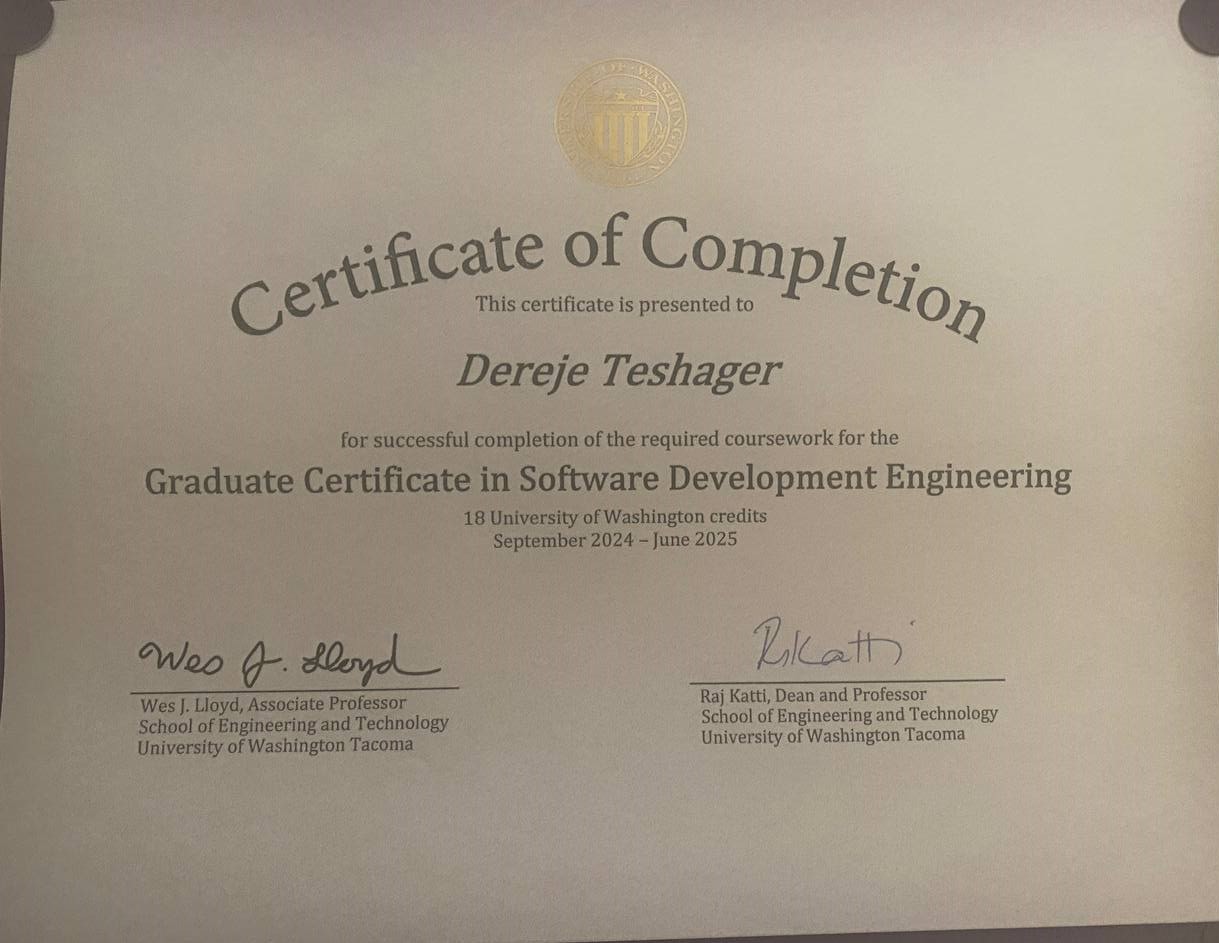 UNIVERSITY OF WASHINGTON
Certificate of Completion
This certificate is presented to
Dereje Teshager
for successful completion of the required coursework for the
Graduate Certificate in Software Development Engineering
18 University of Washington credits
September 2024 – June 2025
Wes J. Lloyd
Wes J. Lloyd, Associate Professor
School of Engineering and Technology
University of Washington Tacoma
RKatti
Raj Katti, Dean and Professor
School of Engineering and Technology
University of Washington Tacoma